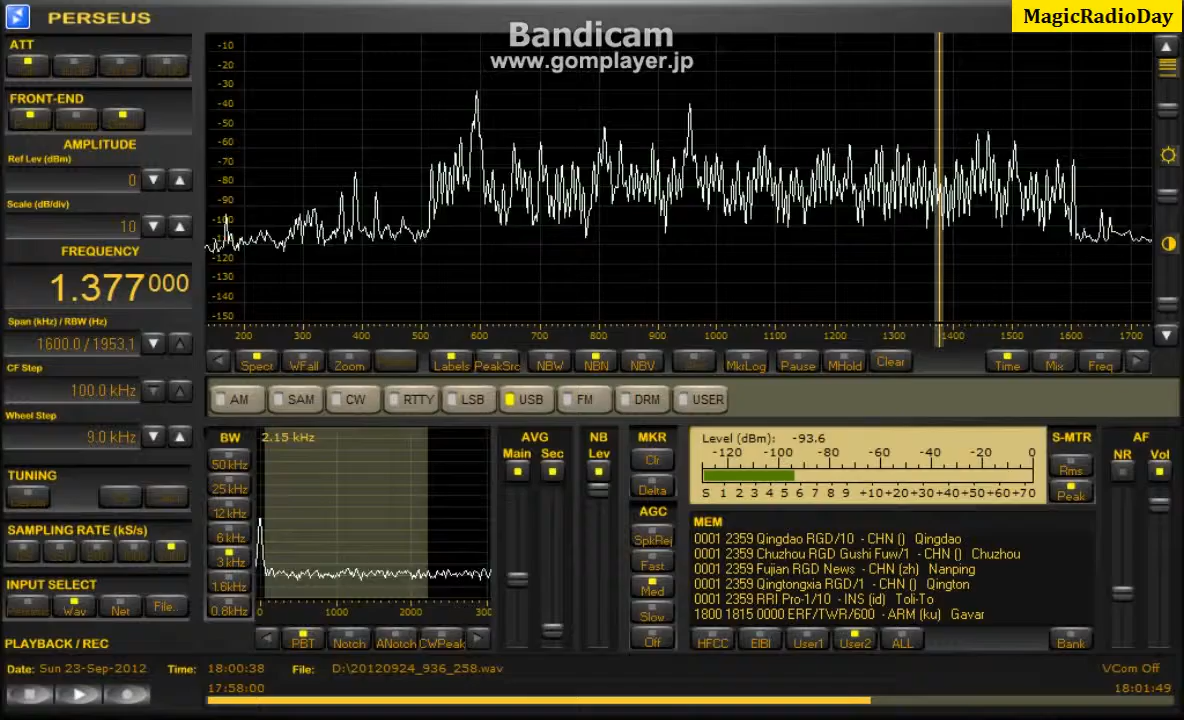 PERSEUS
MagicRadioDay
Bandicam
www.gomplayer.jp
ATT
FRONT-END
AMPLITUDE
Ref Lev (dBm)
0
Scale (dB/div)
10
FREQUENCY
1.377000
Span (kHz) / RBW (Hz)
1600.0 / 1953.1
CF Step
100.0 kHz
Wheel Step
9.0 kHz
TUNING
SAMPLING RATE (kS/s)
INPUT SELECT
Wav Net File..
PLAYBACK / REC
-10
-20
-30
-40
-50
-60
-70
-80
-90
-100
-110
-120
-130
-140
-150
200 300 400 500 600 700 800 900 1000 1100 1200 1300 1400 1500 1600 1700
Spect WFall Zoom Labels PeakSrc NBW NBN NBV MkrLog Pause MHold Clear Time Mix Freq
AM SAM CW RTTY LSB USB FM DRM USER
BW
50 kHz
25 kHz
12 kHz
6 kHz
3 kHz
1.6kHz
0.6kHz
2.15 kHz
0 1000 2000 300
PBT Notch ANotch CWPeak
AVG
Main Sec
NB
Lev
MKR
Clr
Delta
AGC
SpkRej
Fast
Med
Slow
Off
Level (dBm): -93.6
-120 -100 -80 -60 -40 -20 0
S 1 2 3 4 5 6 7 8 9 +10+20+30+40+50+60+70
S-MTR
Rms
Peak
AF
NR Vol
MEM
0001 2359 Qingdao RGD/10 - CHN () Qingdao
0001 2359 Chuzhou RGD Gushi Fuw/1 - CHN () Chuzhou
0001 2359 Fujian RGD News - CHN (zh) Nanping
0001 2359 Qingtongxia RGD/1 - CHN () Qington
0001 2359 RRI Pro-1/10 - INS (id) Toli-To
1800 1815 0000 ERF/TWR/600 - ARM (ku) Gavar
HFCC EIBI User1 User2 ALL Bank
Date: Sun 23-Sep-2012 Time: 18:00:38 File: D:\20120924_936_258.wav VCom Off
17:58:00 18:01:49